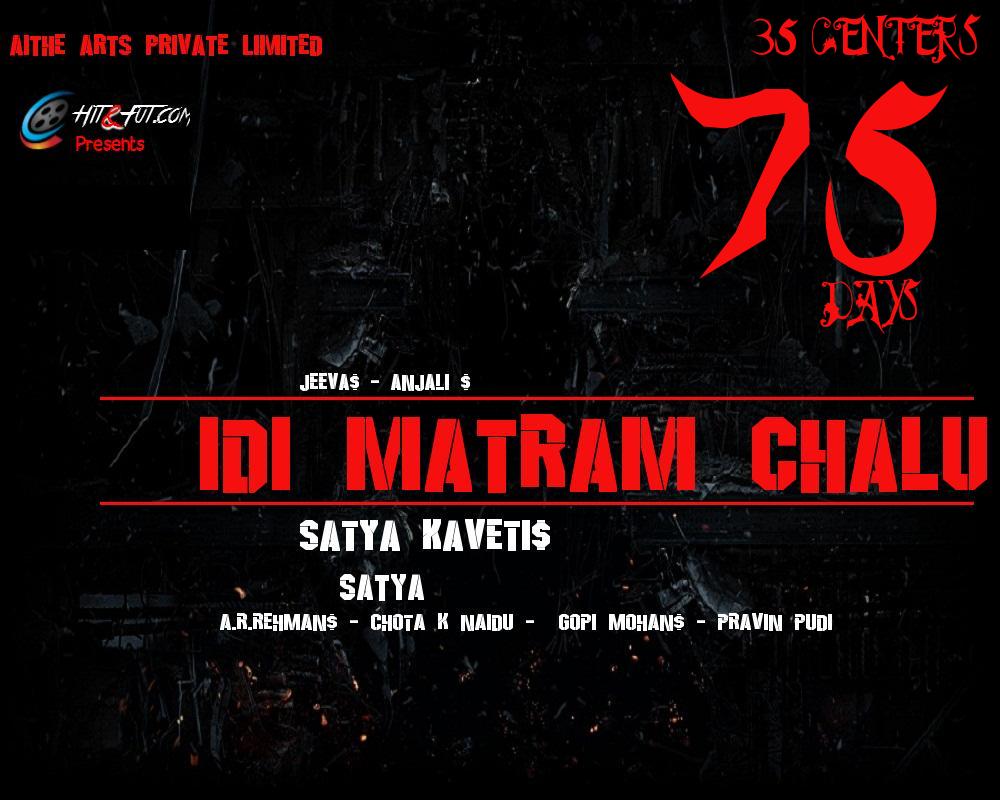 AITHE ARTS PRIVATE LIIMITED
35 CENTERS
HIT&FUT.COM
Presents
75
DAYS
JEEVA$ - ANJALI $
IDI MATRAM CHALU
SATYA KAVETI$
SATYA
A.R.REHMAN$ - CHOTA K NAIDU - GOPI MOHAN$ - PRAVIN PUDI